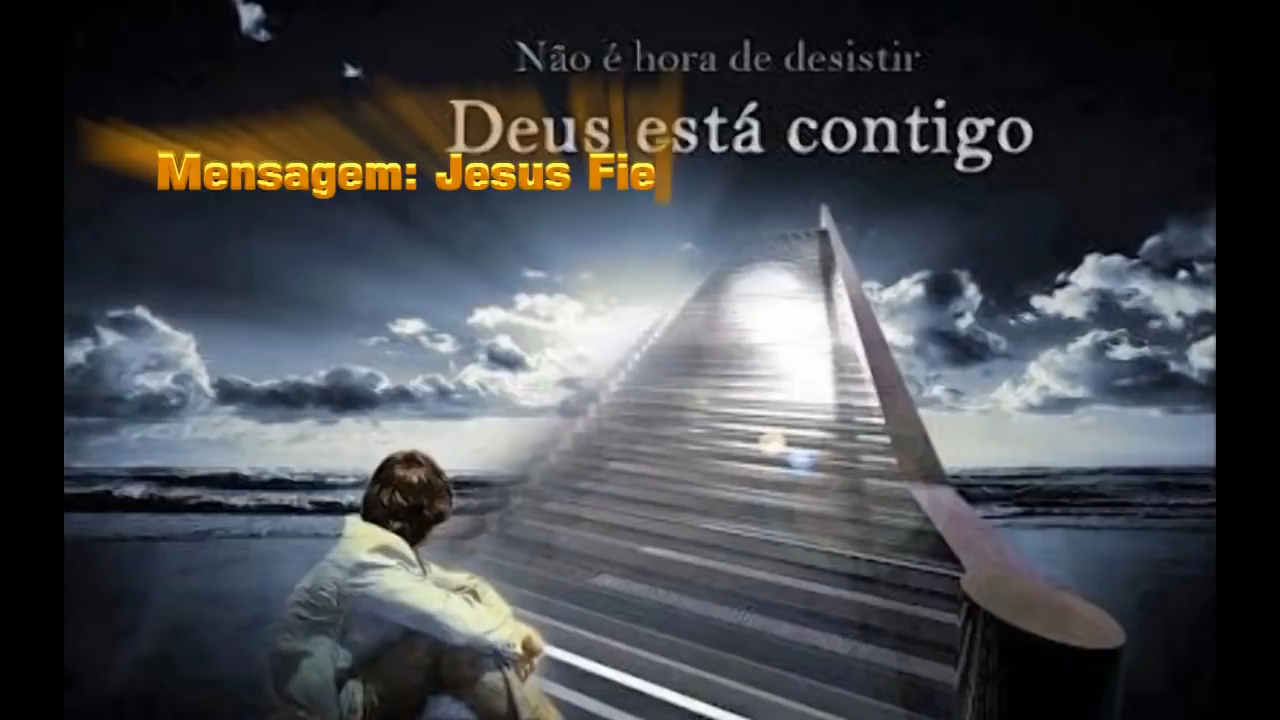 Não é hora de desistir
Deus está contigo
Mensagem: Jesus Fie